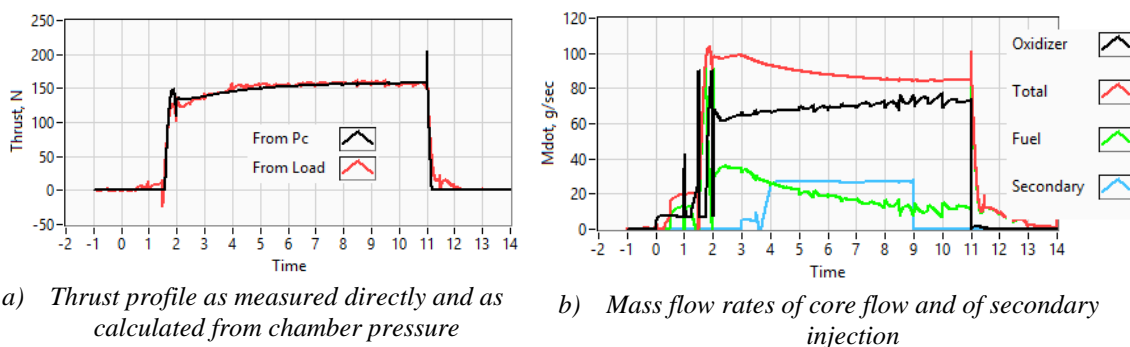 250
200
150
100
50
0
-50
Thrust, N
From Pc
From Load
-2 -1 0 1 2 3 4 5 6 7 8 9 10 11 12 13 14
Time
a) Thrust profile as measured directly and as
calculated from chamber pressure
120
100
80
60
40
20
0
Mdot, g/sec
Oxidizer
Total
Fuel
Secondary
-2 -1 0 1 2 3 4 5 6 7 8 9 10 11 12 13 14
Time
b) Mass flow rates of core flow and of secondary
injection